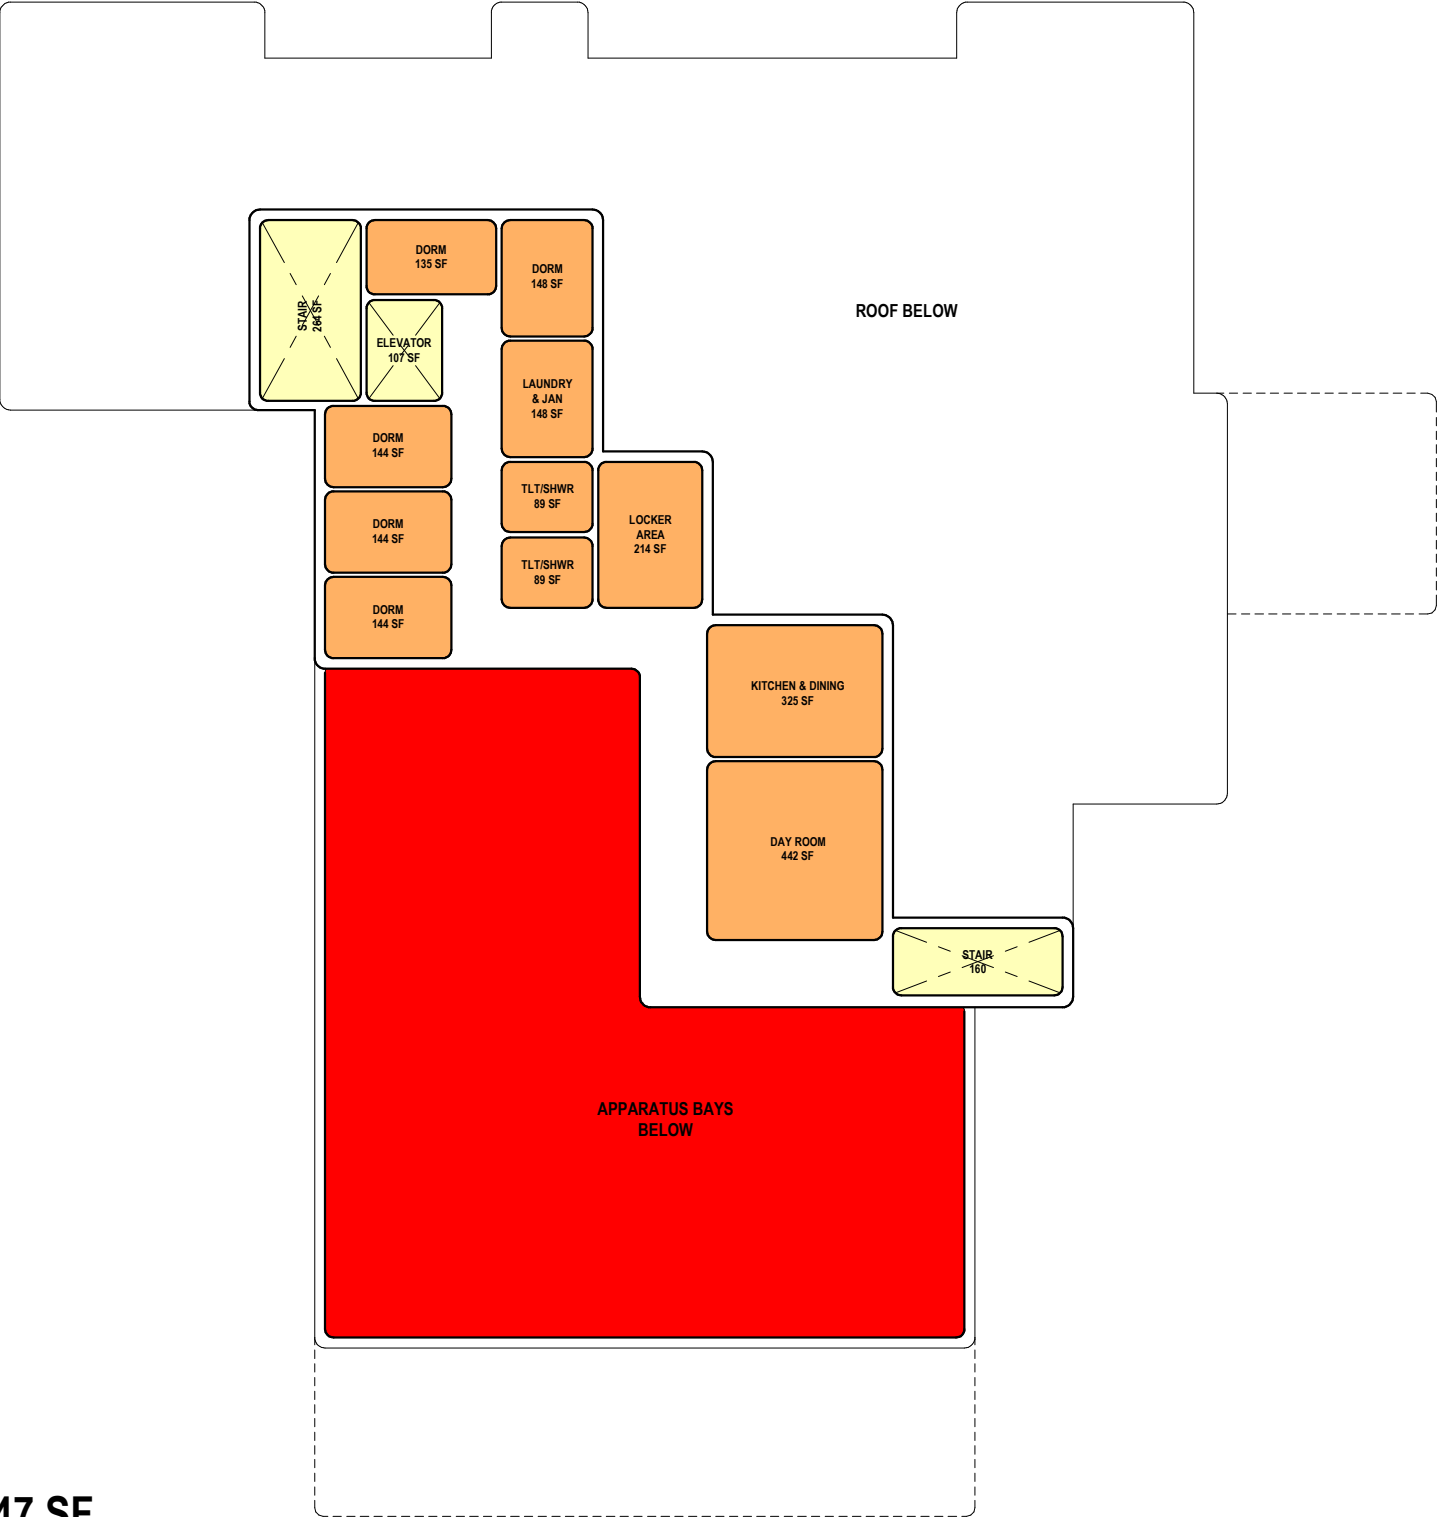 DORM
135 SF
DORM
148 SF
STAIR
264 SF
ROOF BELOW
ELEVATOR
107 SF
LAUNDRY
& JAN
148 SF
DORM
144 SF
TLT/SHWR
89 SF
LOCKER
AREA
214 SF
DORM
144 SF
TLT/SHWR
89 SF
DORM
144 SF
KITCHEN & DINING
325 SF
DAY ROOM
442 SF
STAIR
160
APPARATUS BAYS
BELOW
47 SF